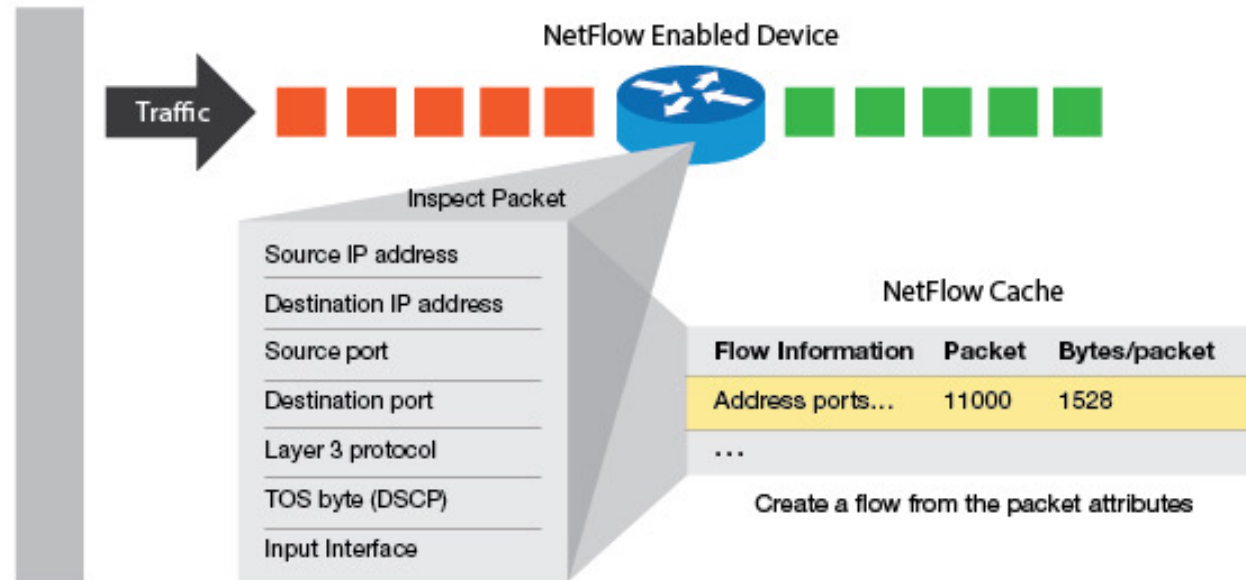 NetFlow Enabled Device
Traffic
Inspect Packet
Source IP address
Destination IP address
Source port
Destination port
Layer 3 protocol
TOS byte (DSCP)
Input Interface
NetFlow Cache
Flow Information Packet Bytes/packet
Address ports... 11000 1528
...
Create a flow from the packet attributes